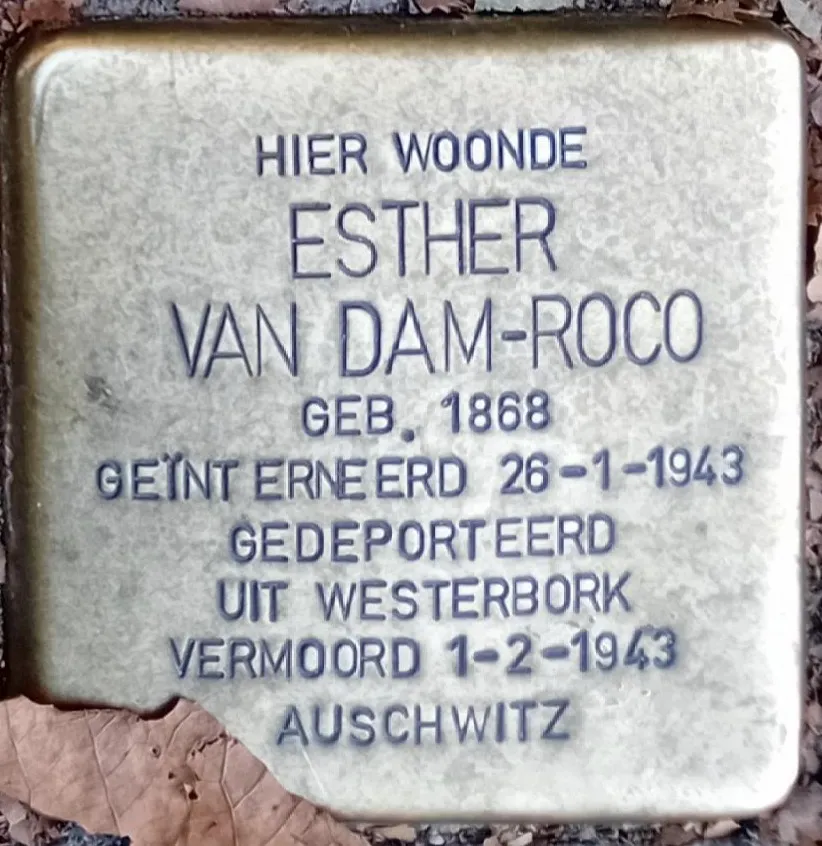 HIER WOONDE
ESTHER
VAN DAM-ROCO
GEB. 1868
GEÏNTERNEERD 26-1-1943
GEDEPORTEERD
UIT WESTERBORK
VERMOORD 1-2-1943
AUSCHWITZ